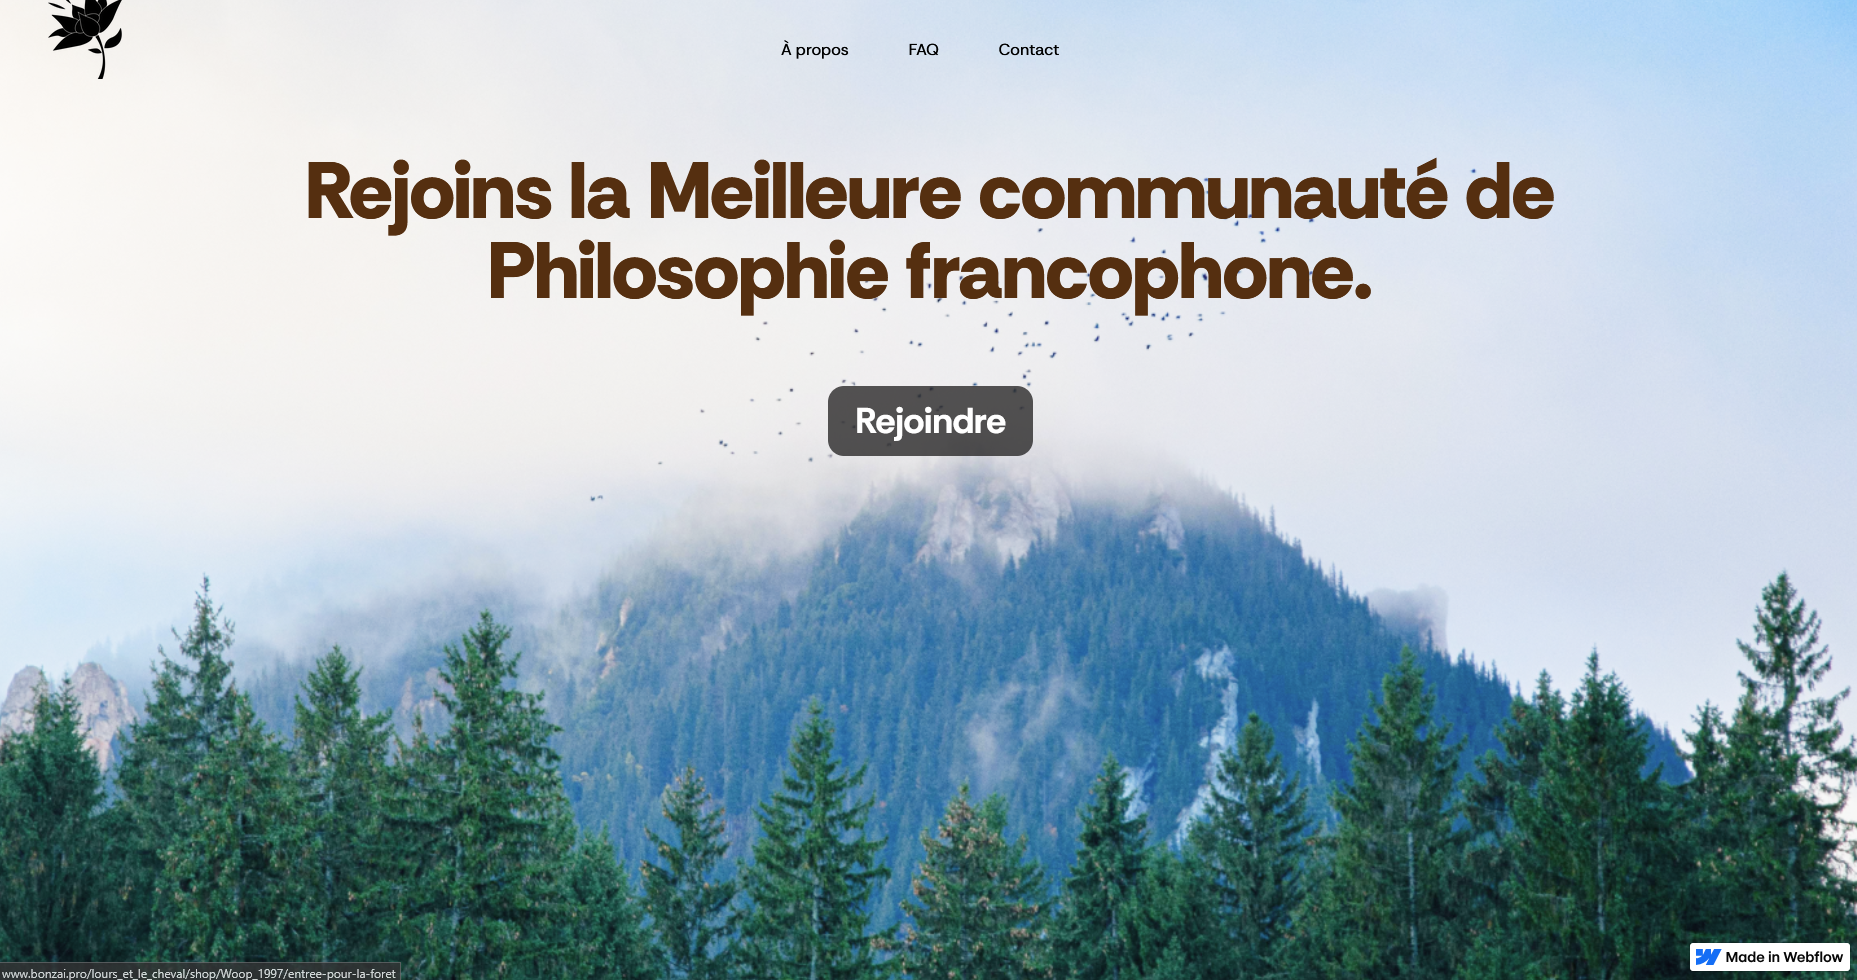 À propos FAQ Contact
Rejoins la Meilleure communauté de
Philosophie francophone.
Rejoindre
www.bonzai.pro/lours_et_le_cheval/shop/Woop_1997/entree-pour-la-foret
Made in Webflow